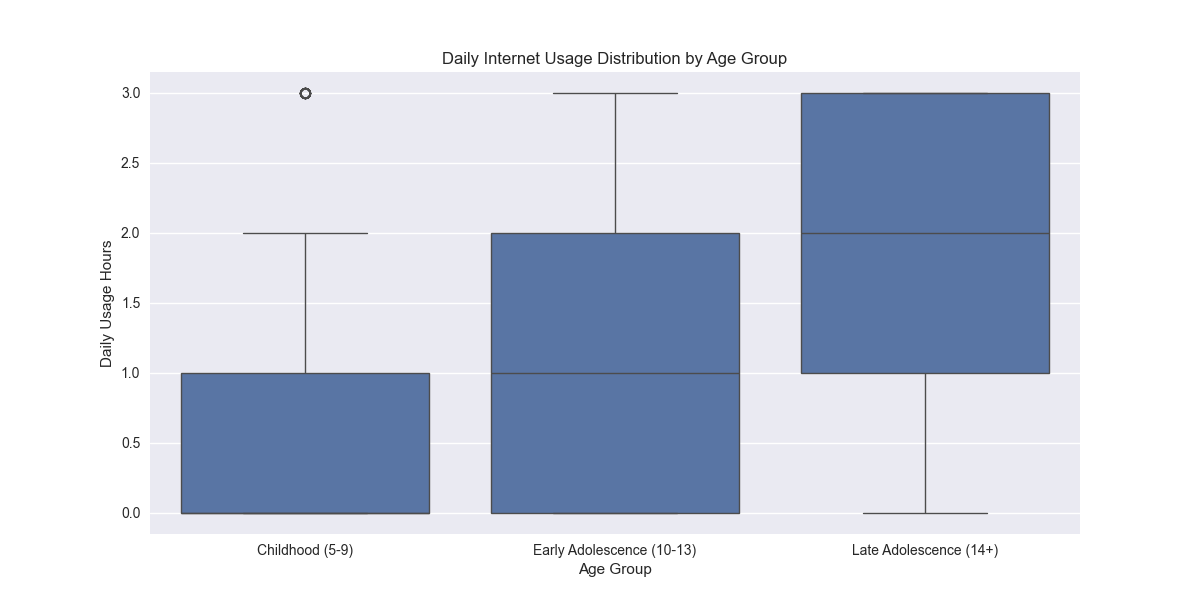 Daily Internet Usage Distribution by Age Group
3.0
2.5
2.0
1.5
1.0
0.5
0.0
Daily Usage Hours
Childhood (5-9)
Early Adolescence (10-13)
Late Adolescence (14+)
Age Group